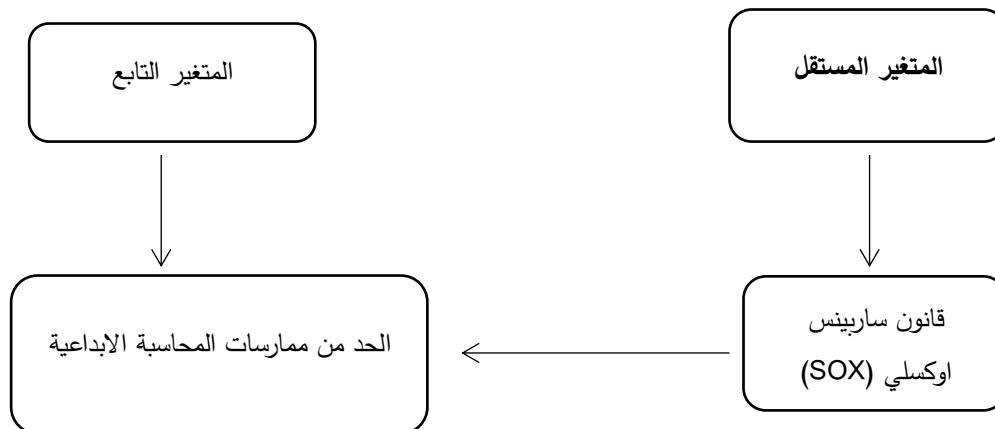 المتغير المستقل
المتغير التابع
قانون ساربينس
اوكسلي (SOX)
الحد من ممارسات المحاسبة الابداعية